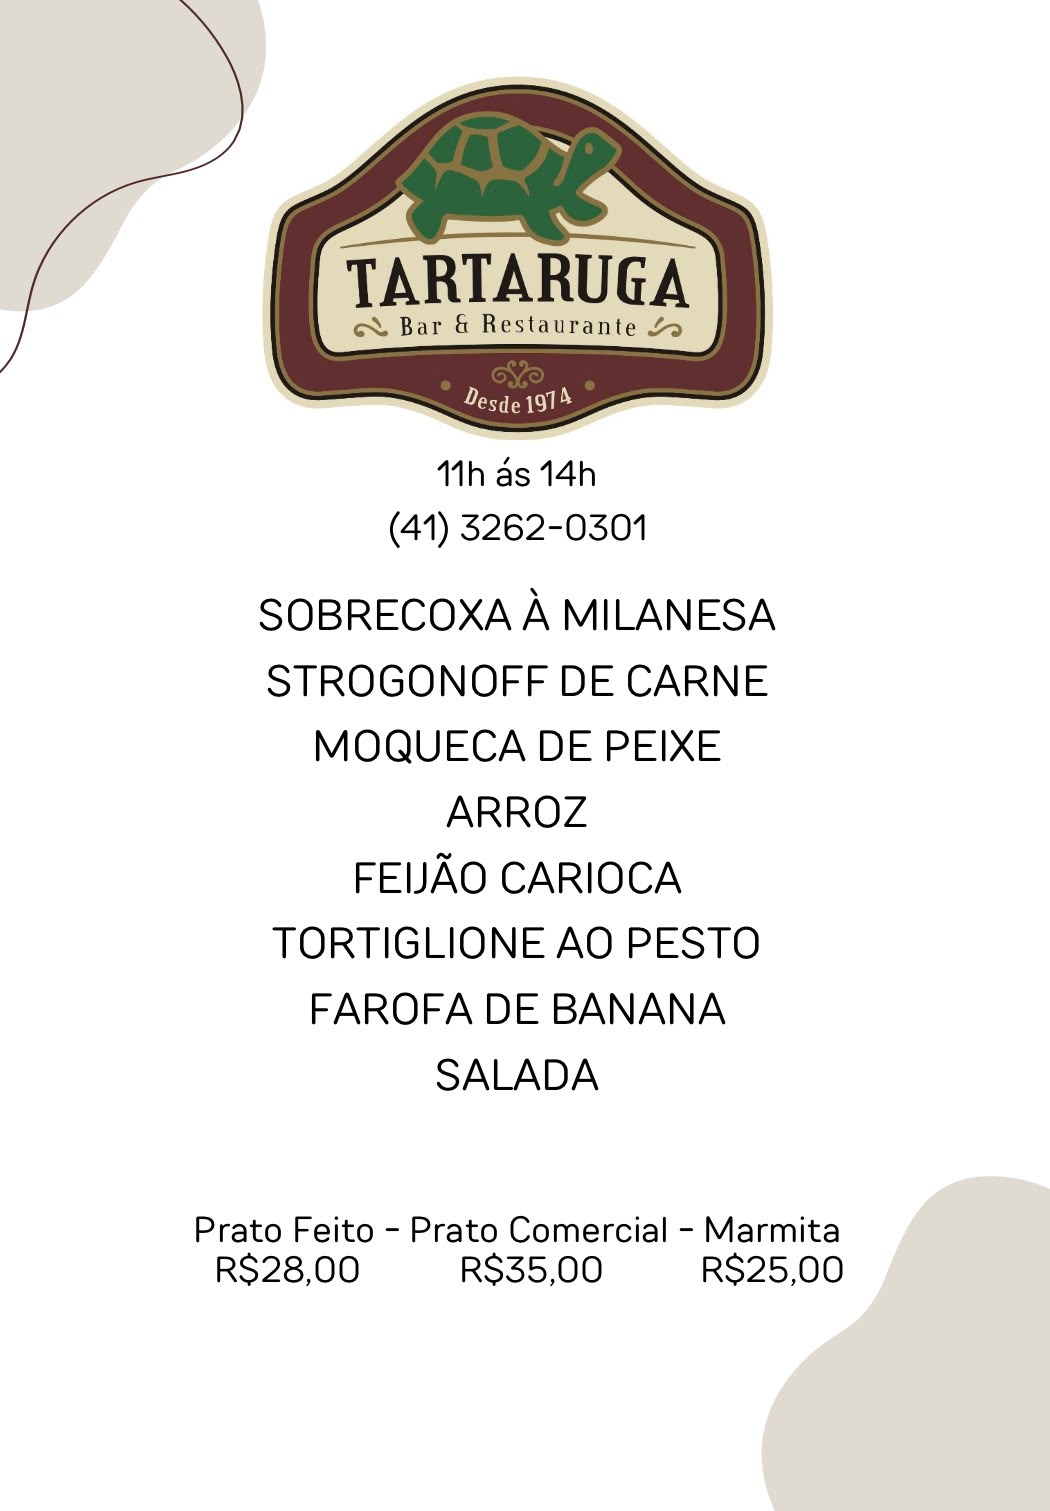 TARTARUGA
Bar & Restaurante
Desde 1974
11h ás 14h
(41) 3262-0301
SOBRECOXA À MILANESA
STROGONOFF DE CARNE
MOQUECA DE PEIXE
ARROZ
FEIJÃO CARIOCA
TORTIGLIONE AO PESTO
FAROFA DE BANANA
SALADA
Prato Feito - Prato Comercial - Marmita
R$28,00 R$35,00 R$25,00